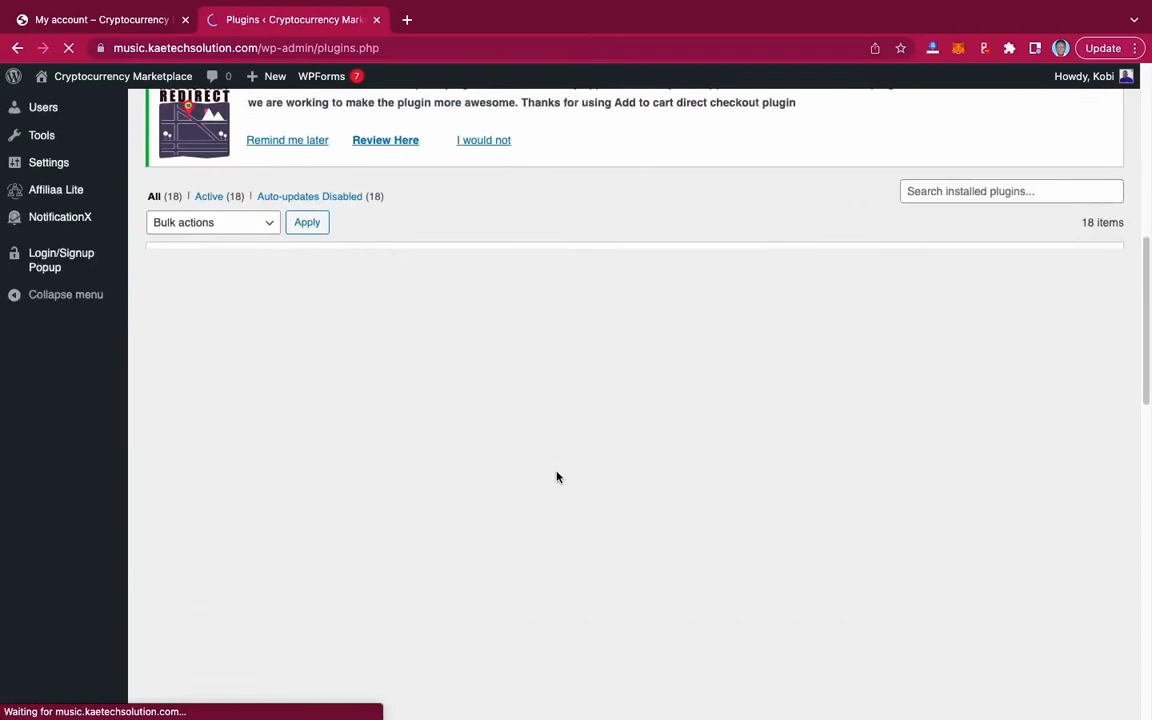 My account – Cryptocurrency
Plugins ‹ Cryptocurrency Mark
music.kaetechsolution.com/wp-admin/plugins.php
Update
Cryptocurrency Marketplace
0
New
WPForms 7
Howdy, Kobi
Users
Tools
Settings
Affiliaa Lite
NotificationX
Login/Signup
Popup
Collapse menu
REDIRECT
we are working to make the plugin more awesome. Thanks for using Add to cart direct checkout plugin
Remind me later
Review Here
I would not
All (18) | Active (18) | Auto-updates Disabled (18)
Search installed plugins...
Bulk actions
Apply
18 items
Waiting for music.kaetechsolution.com...